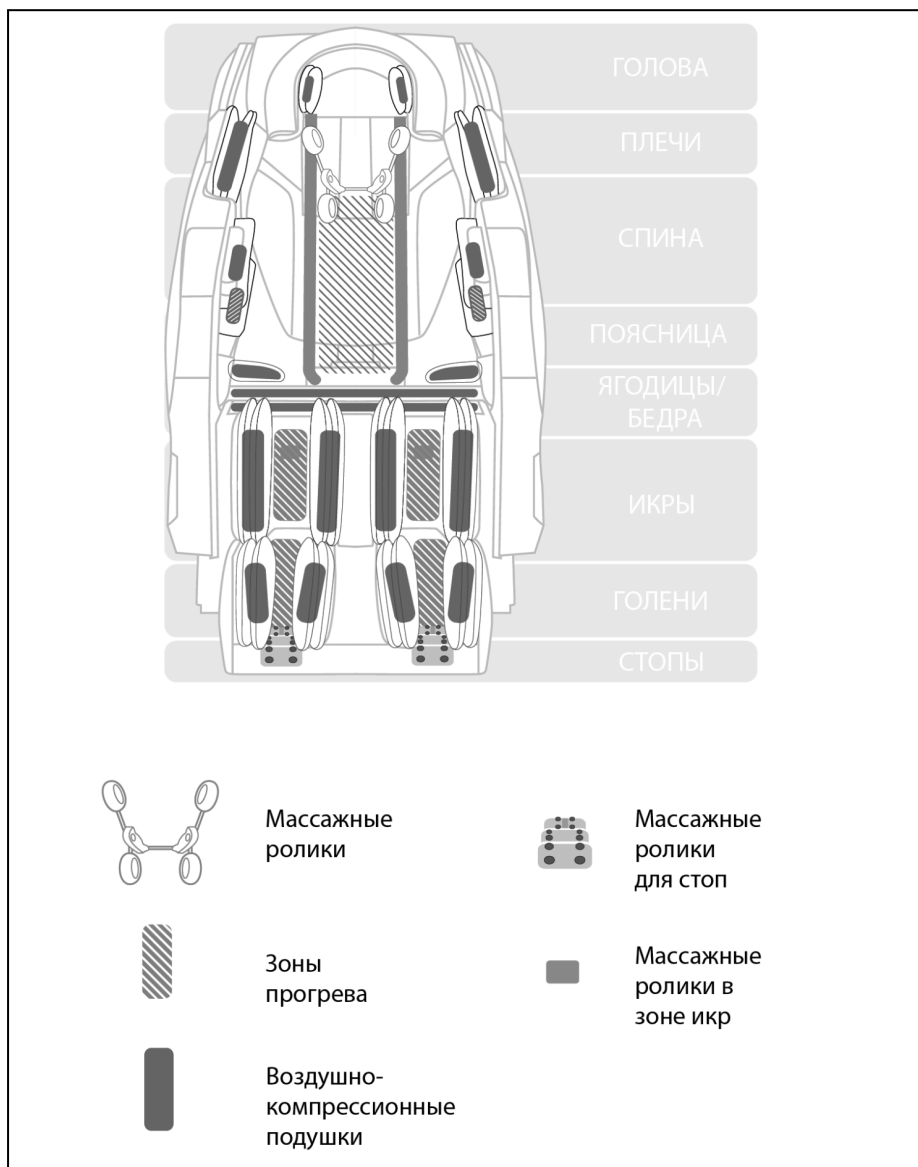 ГОЛОВА
ПЛЕЧИ
СПИНА
ПОЯСНИЦА
ЯГОДИЦЫ/
БЕДРА
ИКРЫ
ГОЛЕНИ
СТОПЫ
Массажные
ролики
Массажные
ролики
для стоп
Зоны
прогрева
Массажные
ролики в
зоне икр
Воздушно-
компрессионные
подушки